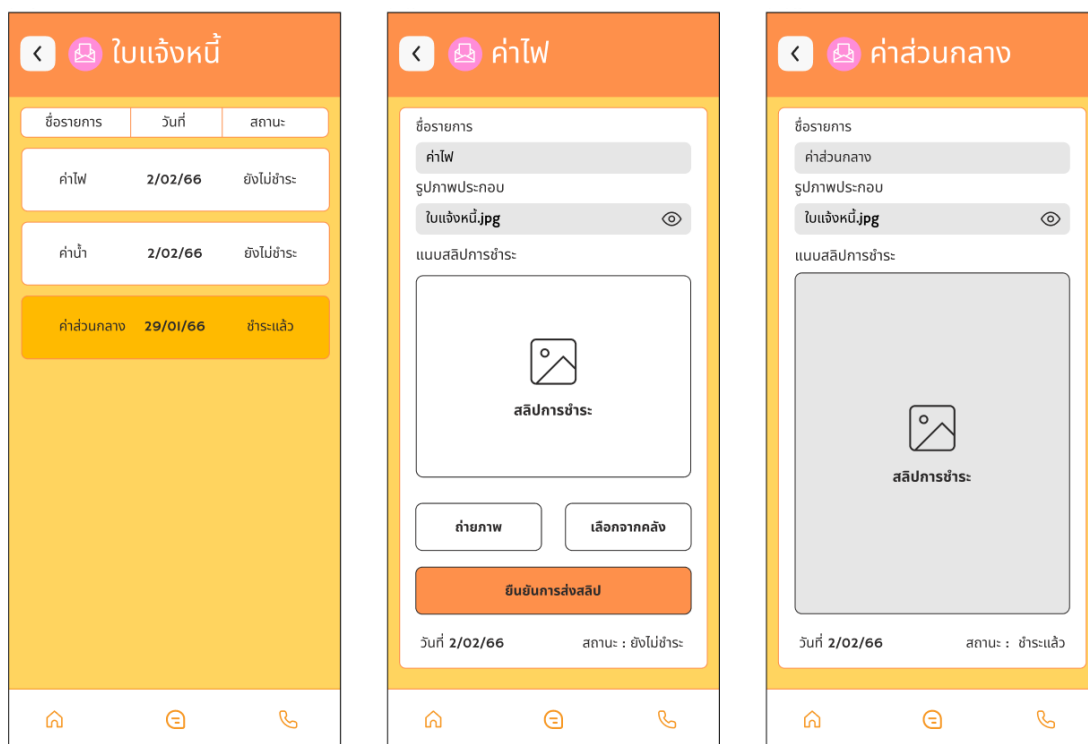 ใบแจ้งหนี้
ชื่อรายการ วันที่ สถานะ
ค่าไฟ 2/02/66 ยังไม่ชำระ
ค่าน้ำ 2/02/66 ยังไม่ชำระ
ค่าส่วนกลาง 29/01/66 ชำระแล้ว
ค่าไฟ
ชื่อรายการ
ค่าไฟ
รูปภาพประกอบ
ใบแจ้งหนี้.jpg
แนบสลิปการชำระ
สลิปการชำระ
ถ่ายภาพ เลือกจากคลัง
ยืนยันการส่งสลิป
วันที่ 2/02/66 สถานะ : ยังไม่ชำระ
ค่าส่วนกลาง
ชื่อรายการ
ค่าส่วนกลาง
รูปภาพประกอบ
ใบแจ้งหนี้.jpg
แนบสลิปการชำระ
สลิปการชำระ
วันที่ 2/02/66 สถานะ : ชำระแล้ว